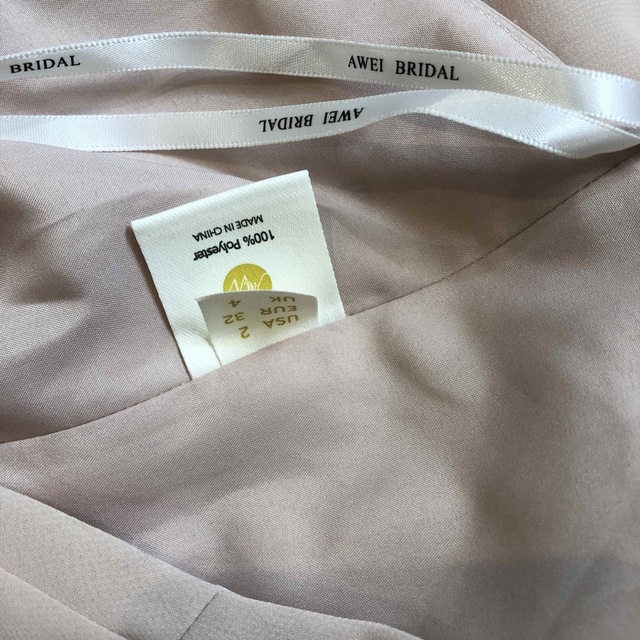 BRIDAL
AWEI BRIDAL
AWEI BRIDAL
100% Polyester
MADE IN CHINA
USA 2
EUR 32
UK 4